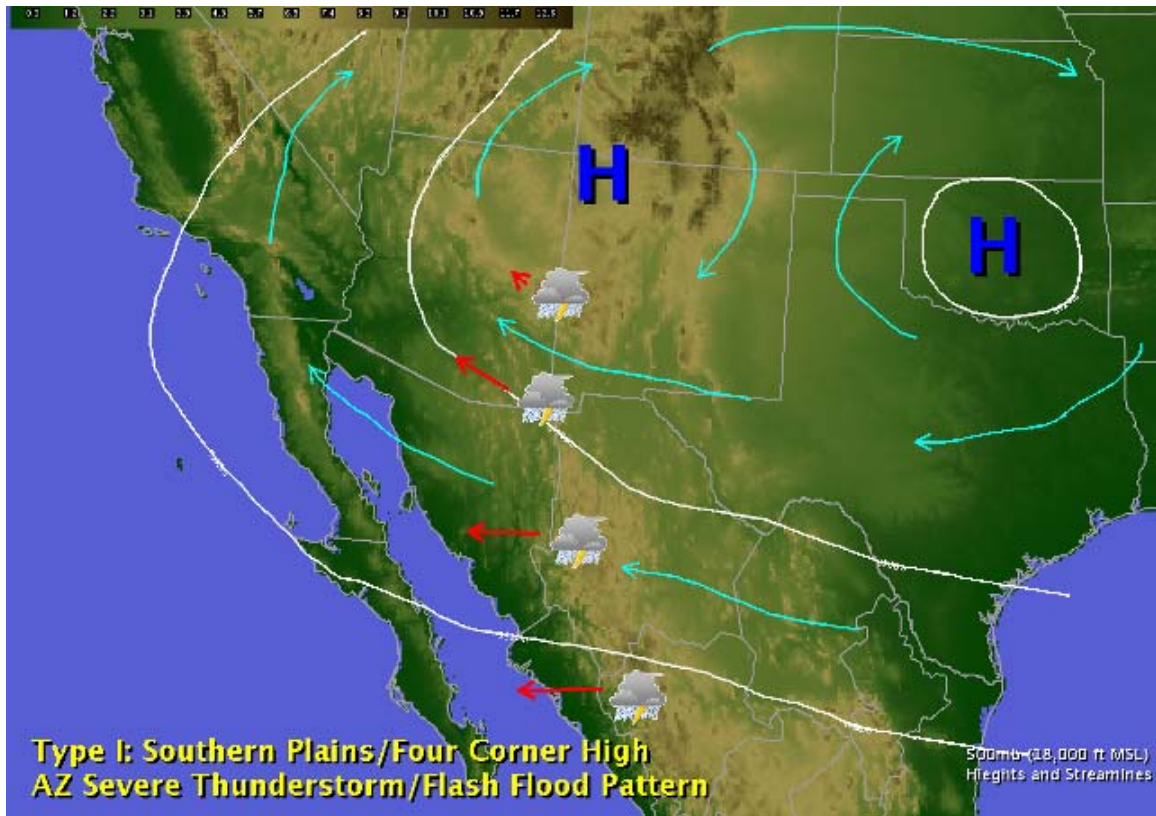 H
H
Type I: Southern Plains/Four Corner High
AZ Severe Thunderstorm/Flash Flood Pattern
500mb (18,000 ft MSL)
Hieghts and Streamines